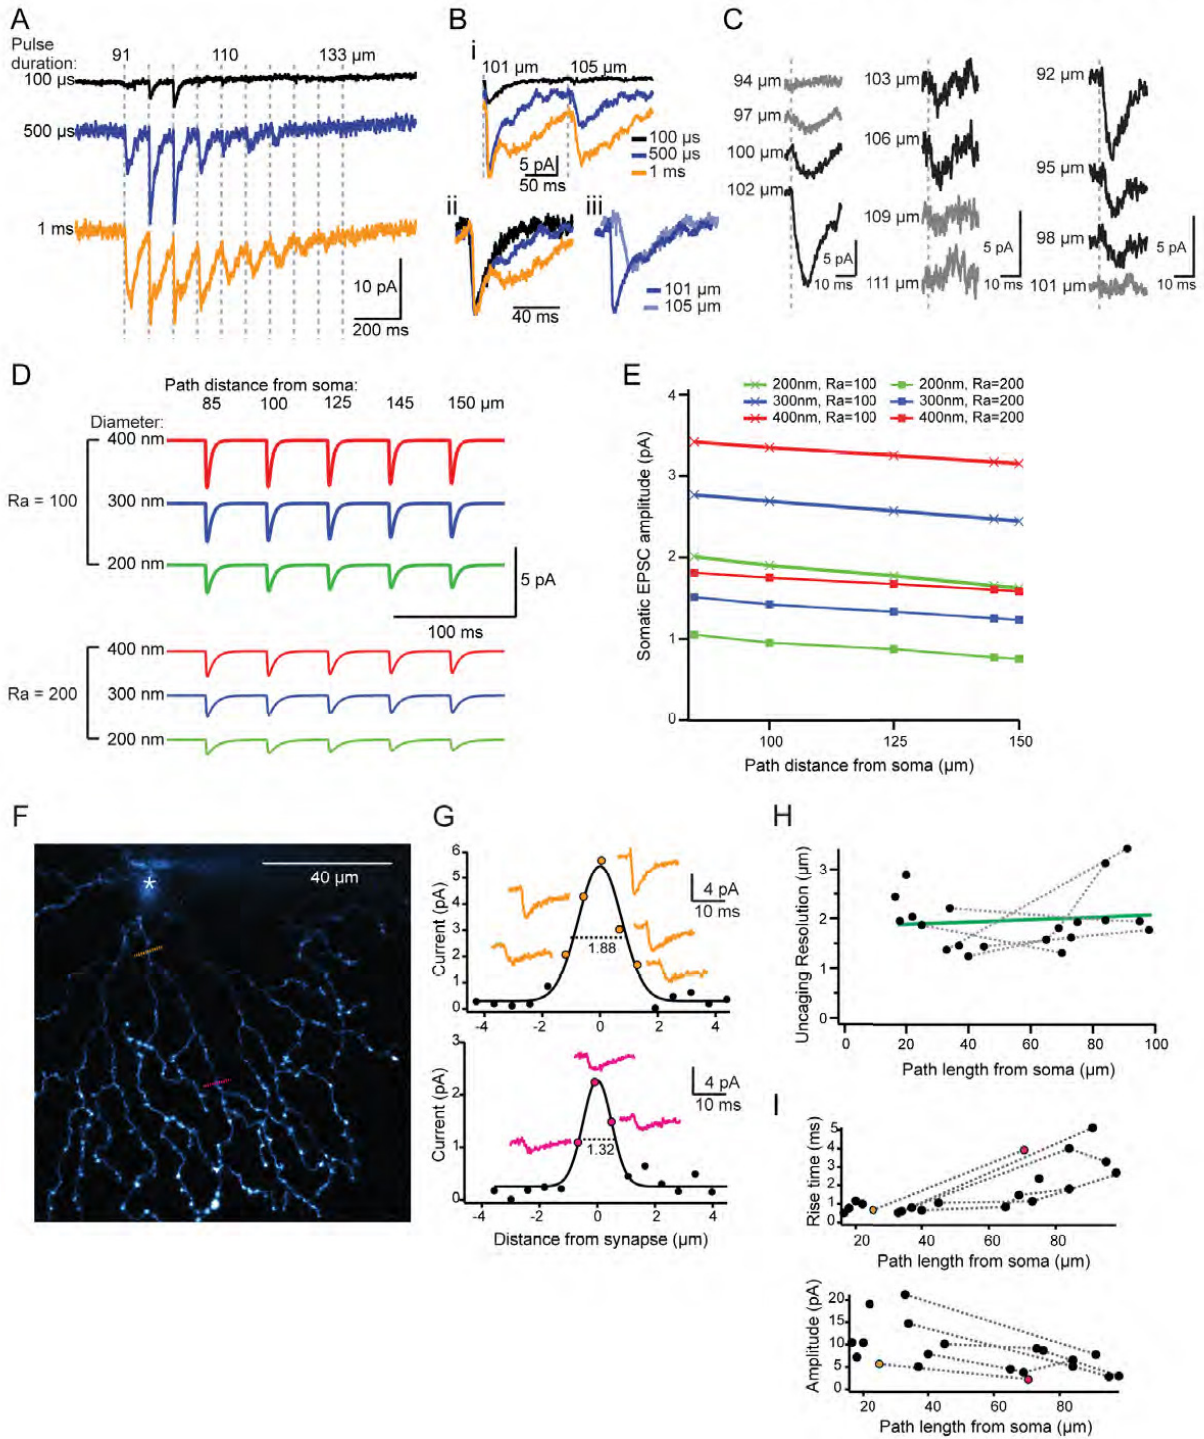 A
Pulse
duration:
91 110 133 µm
100 µs
500 µs
1 ms
10 pA
200 ms
B
i
101 µm 105 µm
100 µs
500 µs
1 ms
5 pA
50 ms
ii
40 ms
iii
101 µm
105 µm
C
94 µm
97 µm
100 µm
102 µm
5 pA
10 ms
103 µm
106 µm
109 µm
111 µm
5 pA
10 ms
92 µm
95 µm
98 µm
101 µm
5 pA
10 ms
D
Path distance from soma:
85 100 125 145 150 µm
Diameter:
400 nm
Ra = 100
300 nm
200 nm
5 pA
100 ms
400 nm
Ra = 200
300 nm
200 nm
E
200nm, Ra=100 200nm, Ra=200
300nm, Ra=100 300nm, Ra=200
400nm, Ra=100 400nm, Ra=200
Somatic EPSC amplitude (pA)
4
3
2
1
0
100 125 150
Path distance from soma (µm)
F
*
40 µm
G
Current (pA)
6
5
4
3
2
1
0
4 pA
10 ms
1.88
-4 -2 0 2 4
Current (pA)
3
2
1
0
4 pA
10 ms
1.32
-4 -2 0 2 4
Distance from synapse (µm)
H
Uncaging Resolution (µm)
3
2
1
0
0 20 40 60 80 100
Path length from soma (µm)
I
Rise time (ms)
5
4
3
2
1
0
20 40 60 80
Path length from soma (µm)
Amplitude (pA)
20
15
10
5
0
20 40 60 80
Path length from soma (µm)